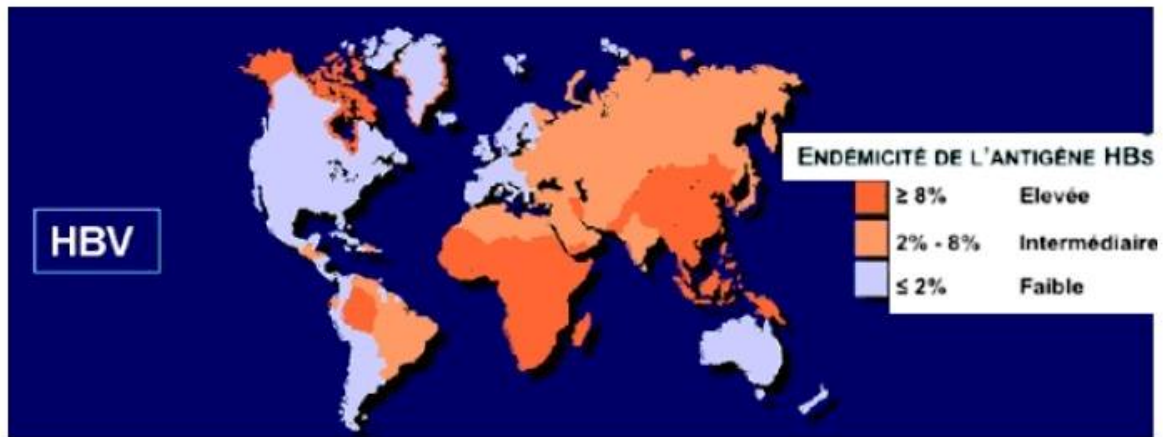 HBV
ENDÉMICITÉ DE L'ANTIGÈNE HBS
≥ 8% Elevée
2% - 8% Intermédiaire
≤ 2% Faible